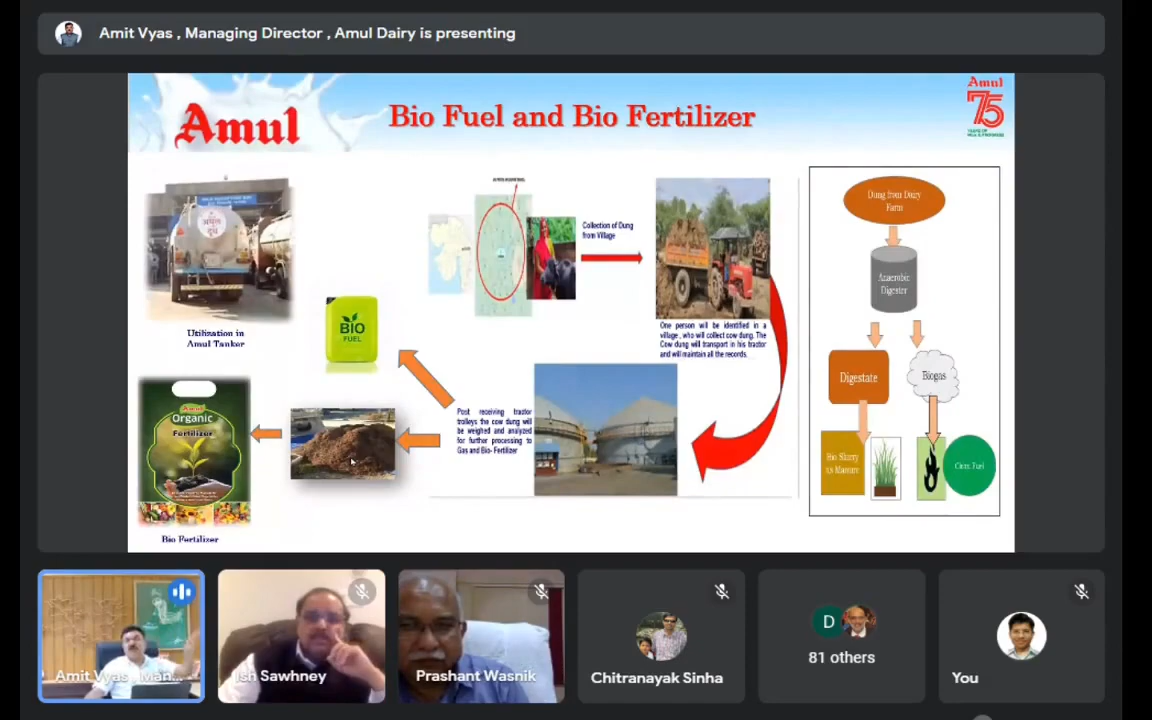 Amit Vyas , Managing Director , Amul Dairy is presenting
Amul
Bio Fuel and Bio Fertilizer
Amul
75
YEARS OF
अमूल
दूध
Utilization in
Amul Tanker
BIO
FUEL
Collection of Dung
from Village
One person will be identified in a
village , who will collect cow dung. The
Cow dung will transport in his tractor
and will maintain all the records.
Post receiving tractor
trolleys the cow dung will
be weighed and analyzed
for further processing to
Gas and Bio- Fertilizer
Amul
Organic
Fertilizer
Bio Fertilizer
Dung from Dairy
Farm
Anaerobic
Digester
Digestate
Biogas
Bio Slurry
as Manure
Clean Fuel
Amit Vyas , Man...
Ish Sawhney
Prashant Wasnik
Chitranayak Sinha
D
81 others
You